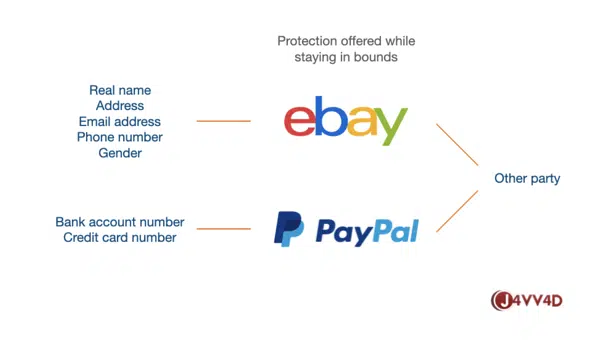 Protection offered while
staying in bounds
Real name
Address
Email address
Phone number
Gender
ebay
Bank account number
Credit card number
PayPal
Other party
J4VV4D